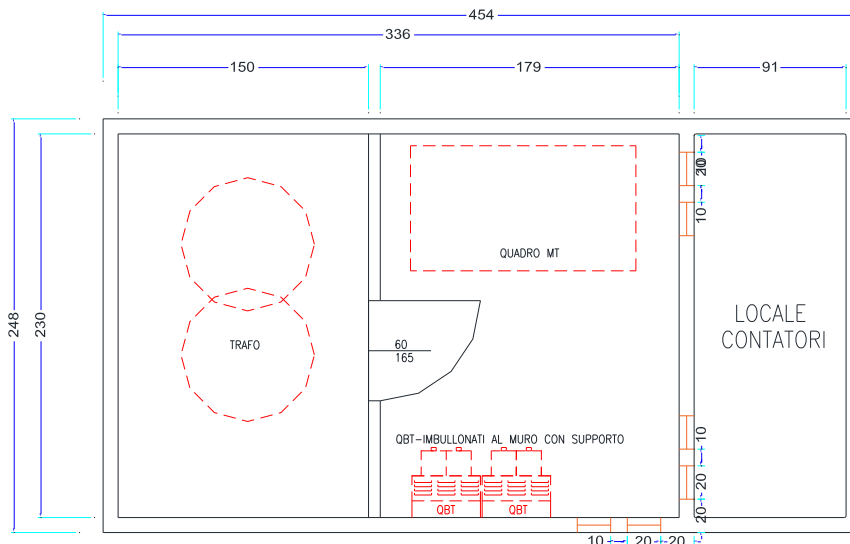 454
336
150
179
91
20
10
QUADRO MT
248
230
LOCALE
CONTATORI
TRAFO
60
165
QBT-IMBULLONATI AL MURO CON SUPPORTO
10
20
20
QBT
QBT
10
20
20